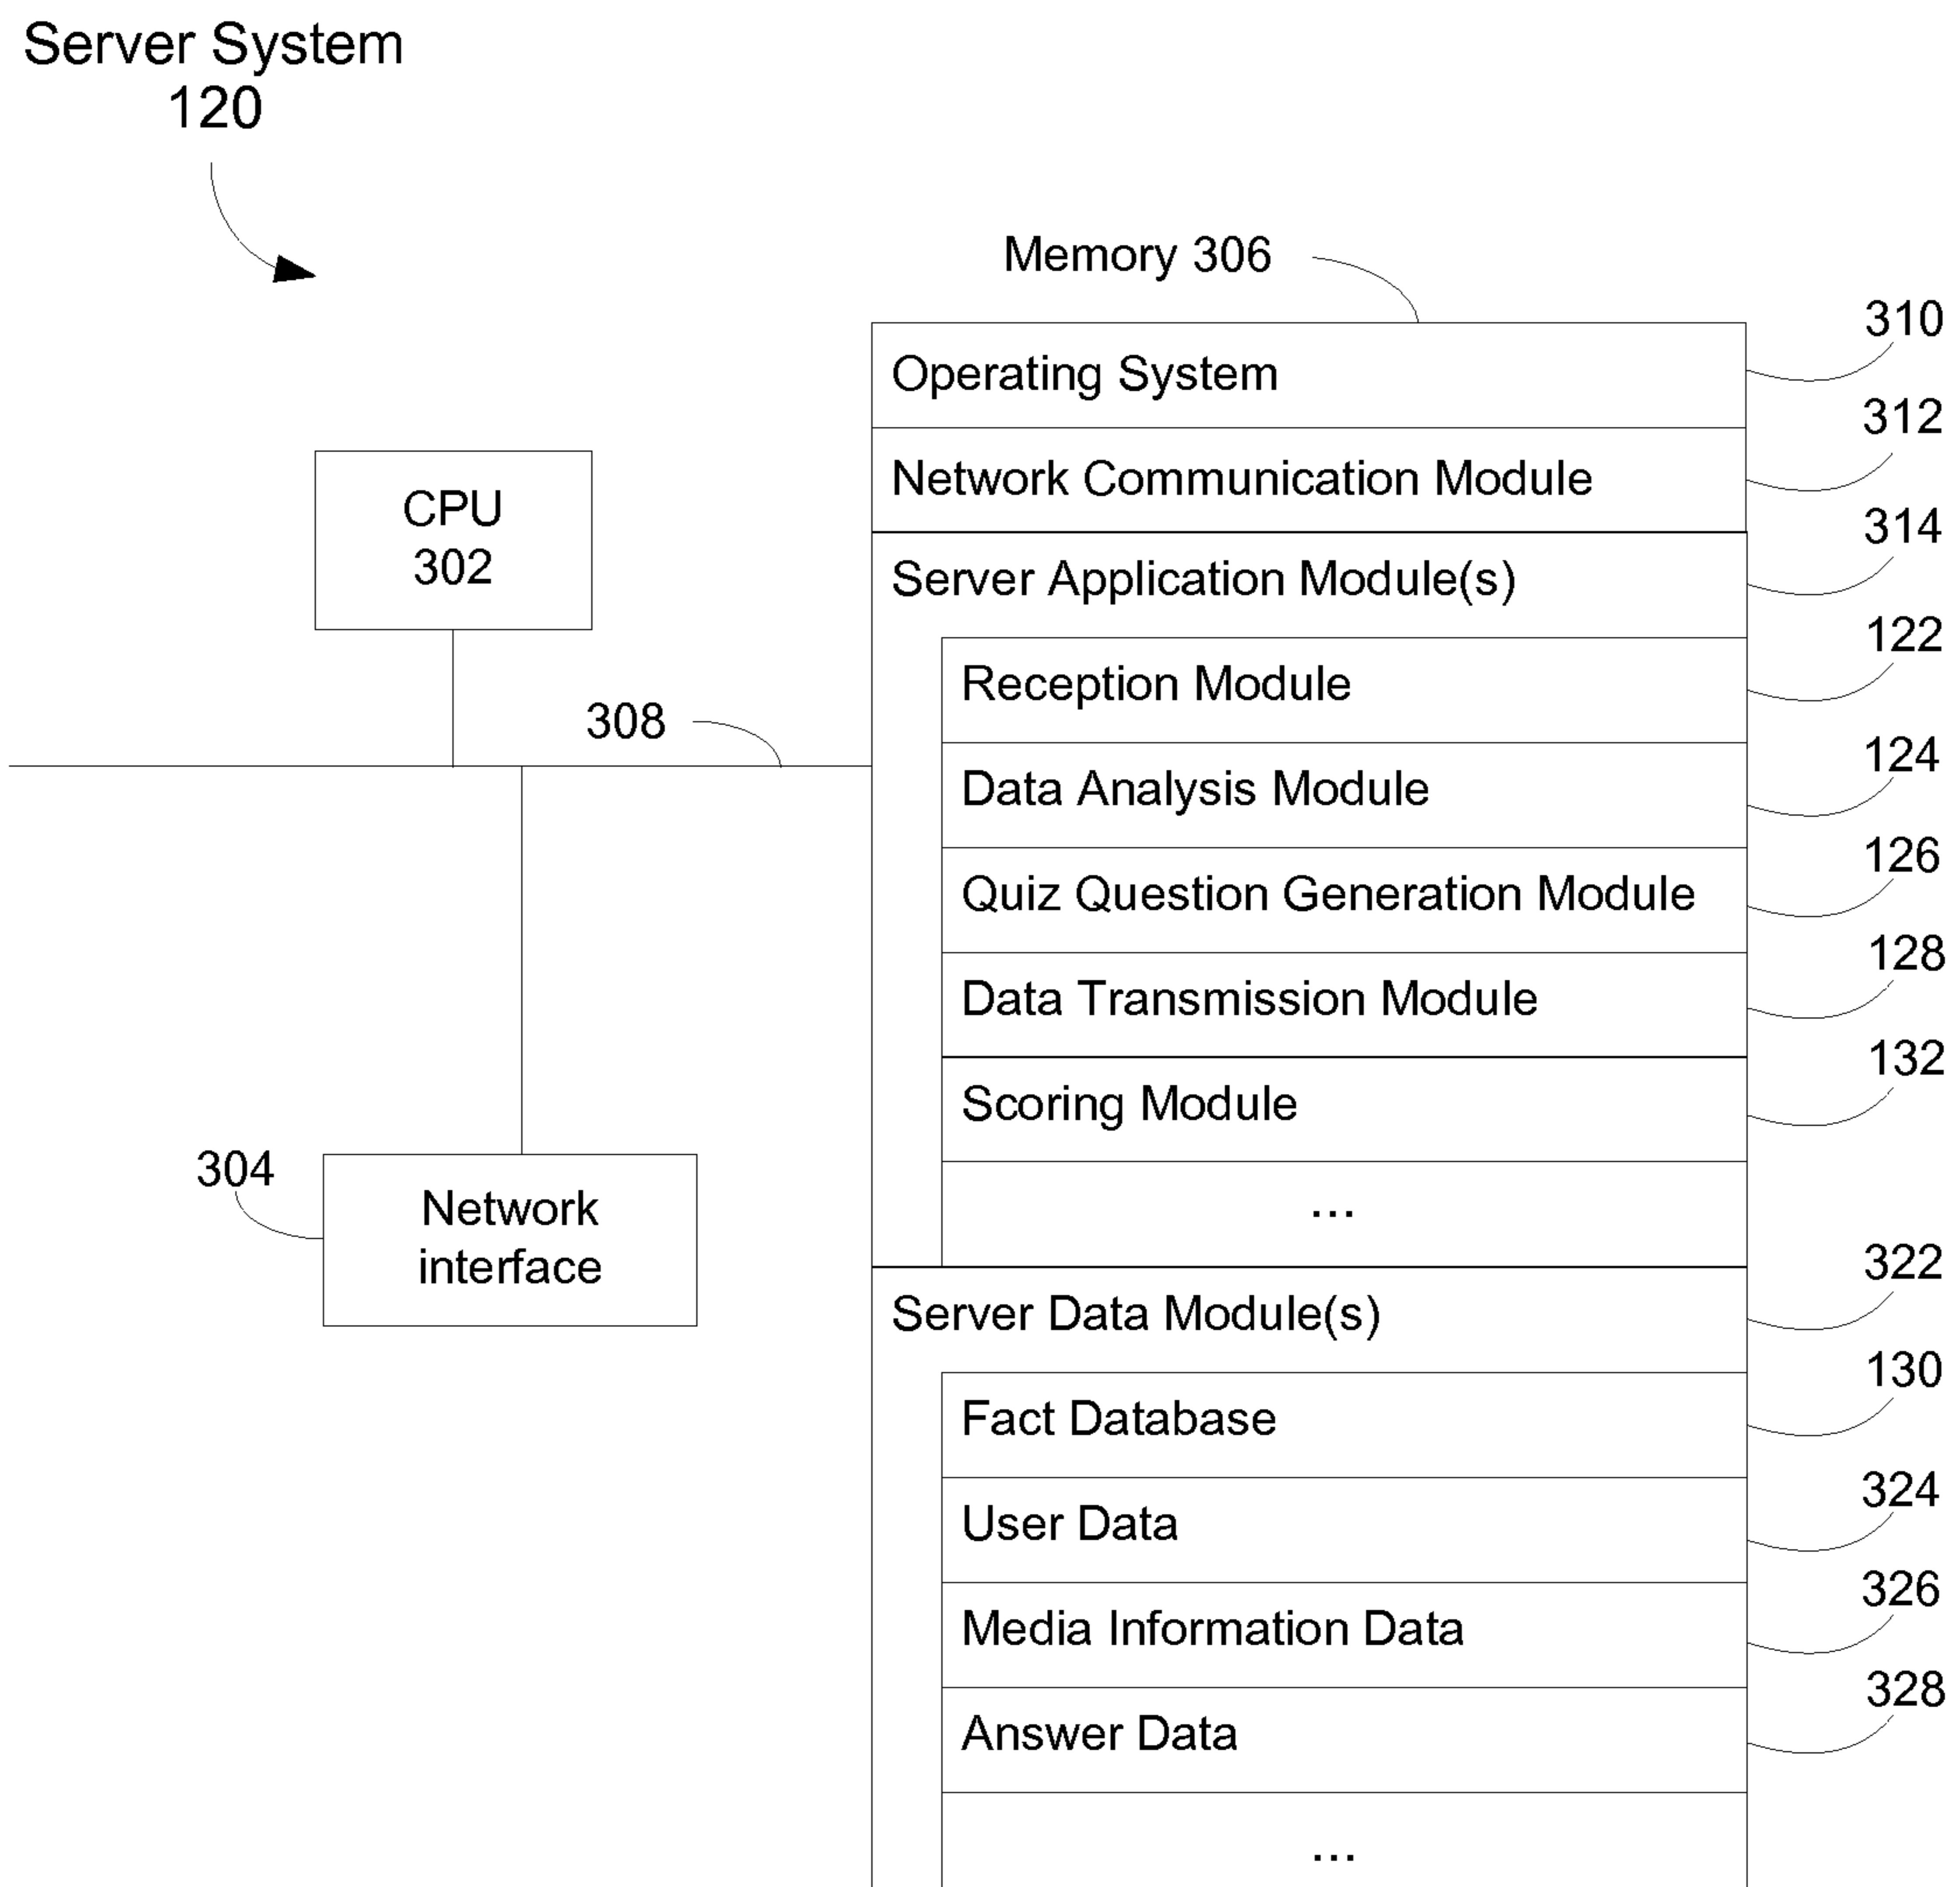 Server System
120
Memory 306
310
Operating System
312
Network Communication Module
CPU
302
314
Server Application Module(s)
122
Reception Module
308
124
Data Analysis Module
126
Quiz Question Generation Module
128
Data Transmission Module
132
Scoring Module
304
Network
interface
...
322
Server Data Module(s)
130
Fact Database
324
User Data
326
Media Information Data
328
Answer Data
...